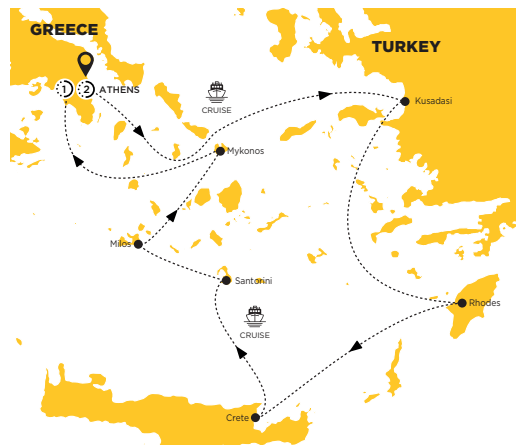 GREECE
TURKEY
1
2
ATHENS
CRUISE
Kusadasi
Mykonos
Milos
Santorini
Rhodes
CRUISE
Crete